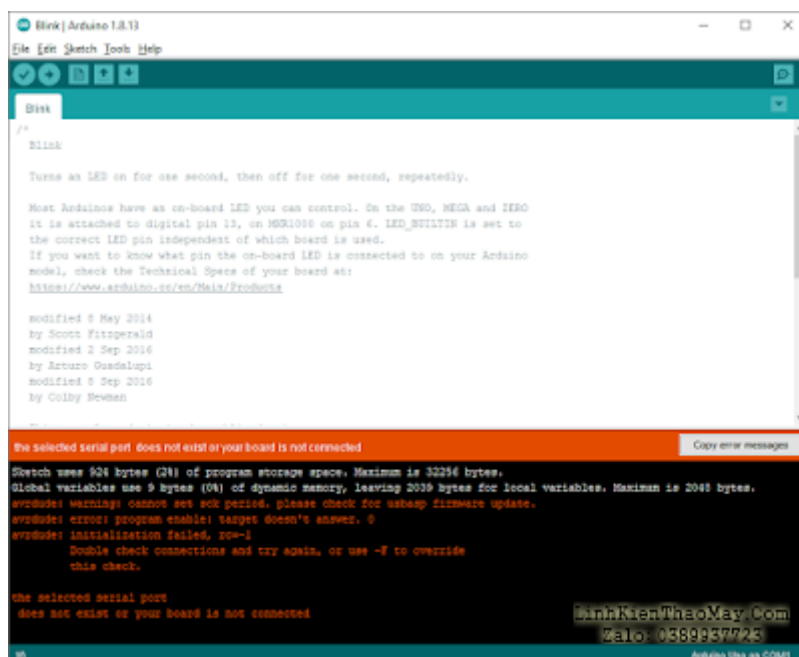 Blink | Arduino 1.8.13
File Edit Sketch Tools Help
Blink
/*
Blink
Turns an LED on for one second, then off for one second, repeatedly.
Most Arduinos have an on-board LED you can control. On the UNO, MEGA and ZERO
it is attached to digital pin 13, on MKR1000 on pin 6. LED_BUILTIN is set to
the correct LED pin independent of which board is used.
If you want to know what pin the on-board LED is connected to on your Arduino
model, check the Technical Specs of your board at:
https://www.arduino.cc/en/Main/Products
modified 8 May 2014
by Scott Fitzgerald
modified 2 Sep 2016
by Arturo Guadalupi
modified 8 Sep 2016
by Colby Newman
the selected serial port does not exist or your board is not connected
Copy error messages
Sketch uses 924 bytes (2%) of program storage space. Maximum is 32256 bytes.
Global variables use 9 bytes (0%) of dynamic memory, leaving 2039 bytes for local variables. Maximum is 2048 bytes.
avrdude: warning: cannot set sck period. please check for usbasp firmware update.
avrdude: error: program enable: target doesn't answer. 0
avrdude: initialization failed, rc=-1
Double check connections and try again, or use -F to override
this check.
the selected serial port
does not exist or your board is not connected
LinhKienThaoMay.Com
Zalo: 0389937723
Arduino Uno on COM1